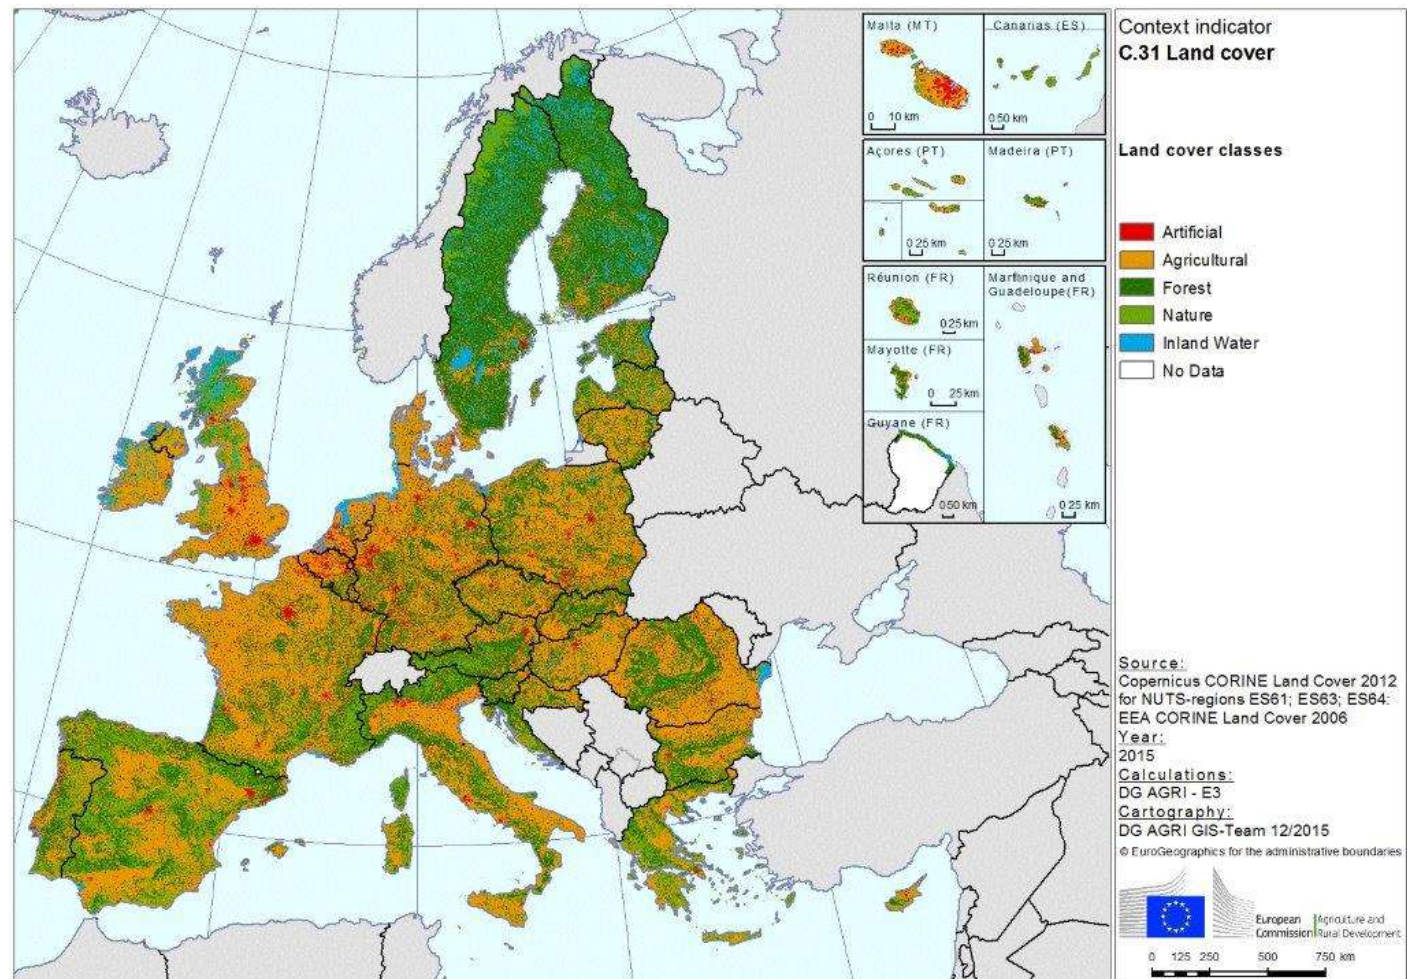 Malta (MT)
0 10 km
Canarias (ES)
0 50 km
Açores (PT)
0 25 km
Madeira (PT)
0 25 km
Réunion (FR)
0 25 km
Martinique and
Guadeloupe(FR)
0 25 km
Mayotte (FR)
0 25 km
Guyane (FR)
0 50 km
Context indicator
C.31 Land cover
Land cover classes
Artificial
Agricultural
Forest
Nature
Inland Water
No Data
Source:
Copernicus CORINE Land Cover 2012
for NUTS-regions ES61; ES63; ES64:
EEA CORINE Land Cover 2006
Year:
2015
Calculations:
DG AGRI - E3
Cartography:
DG AGRI GIS-Team 12/2015
© EuroGeographics for the administrative boundaries
European
Commission
Agriculture and
Rural Development
0 125 250 500 750 km